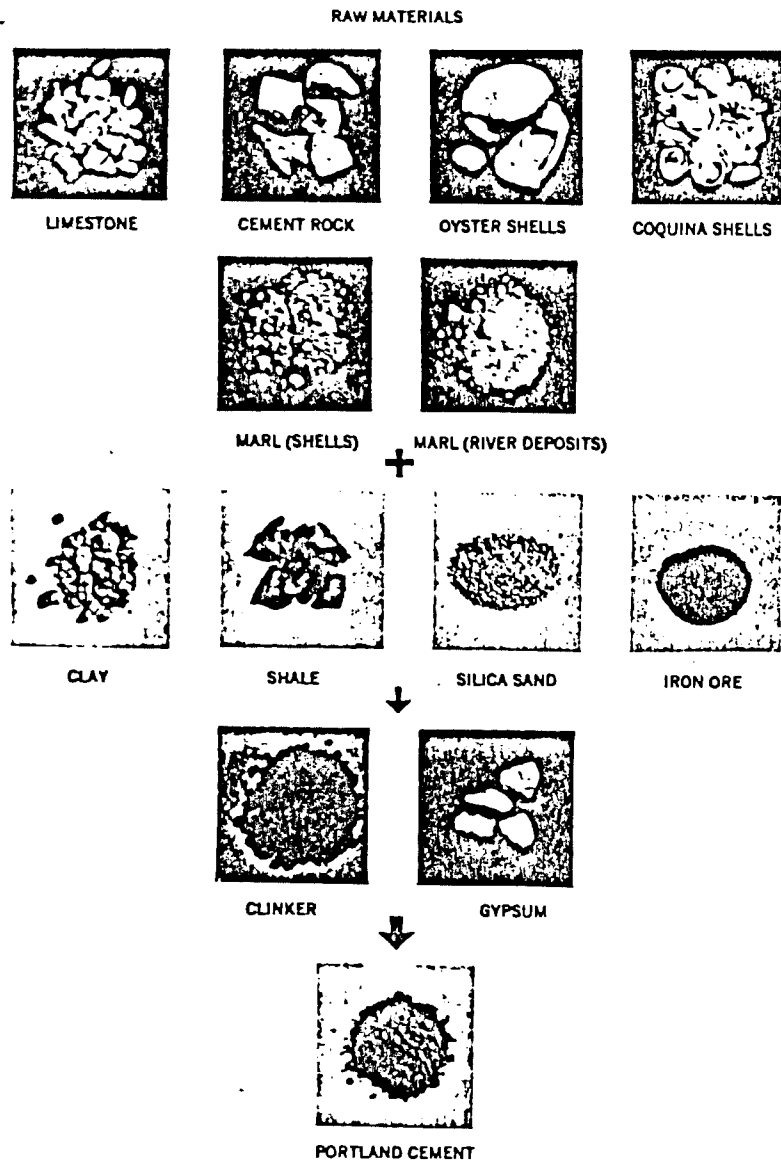 RAW MATERIALS
LIMESTONE CEMENT ROCK OYSTER SHELLS COQUINA SHELLS
MARL (SHELLS) MARL (RIVER DEPOSITS)
+
CLAY SHALE SILICA SAND IRON ORE
CLINKER GYPSUM
PORTLAND CEMENT